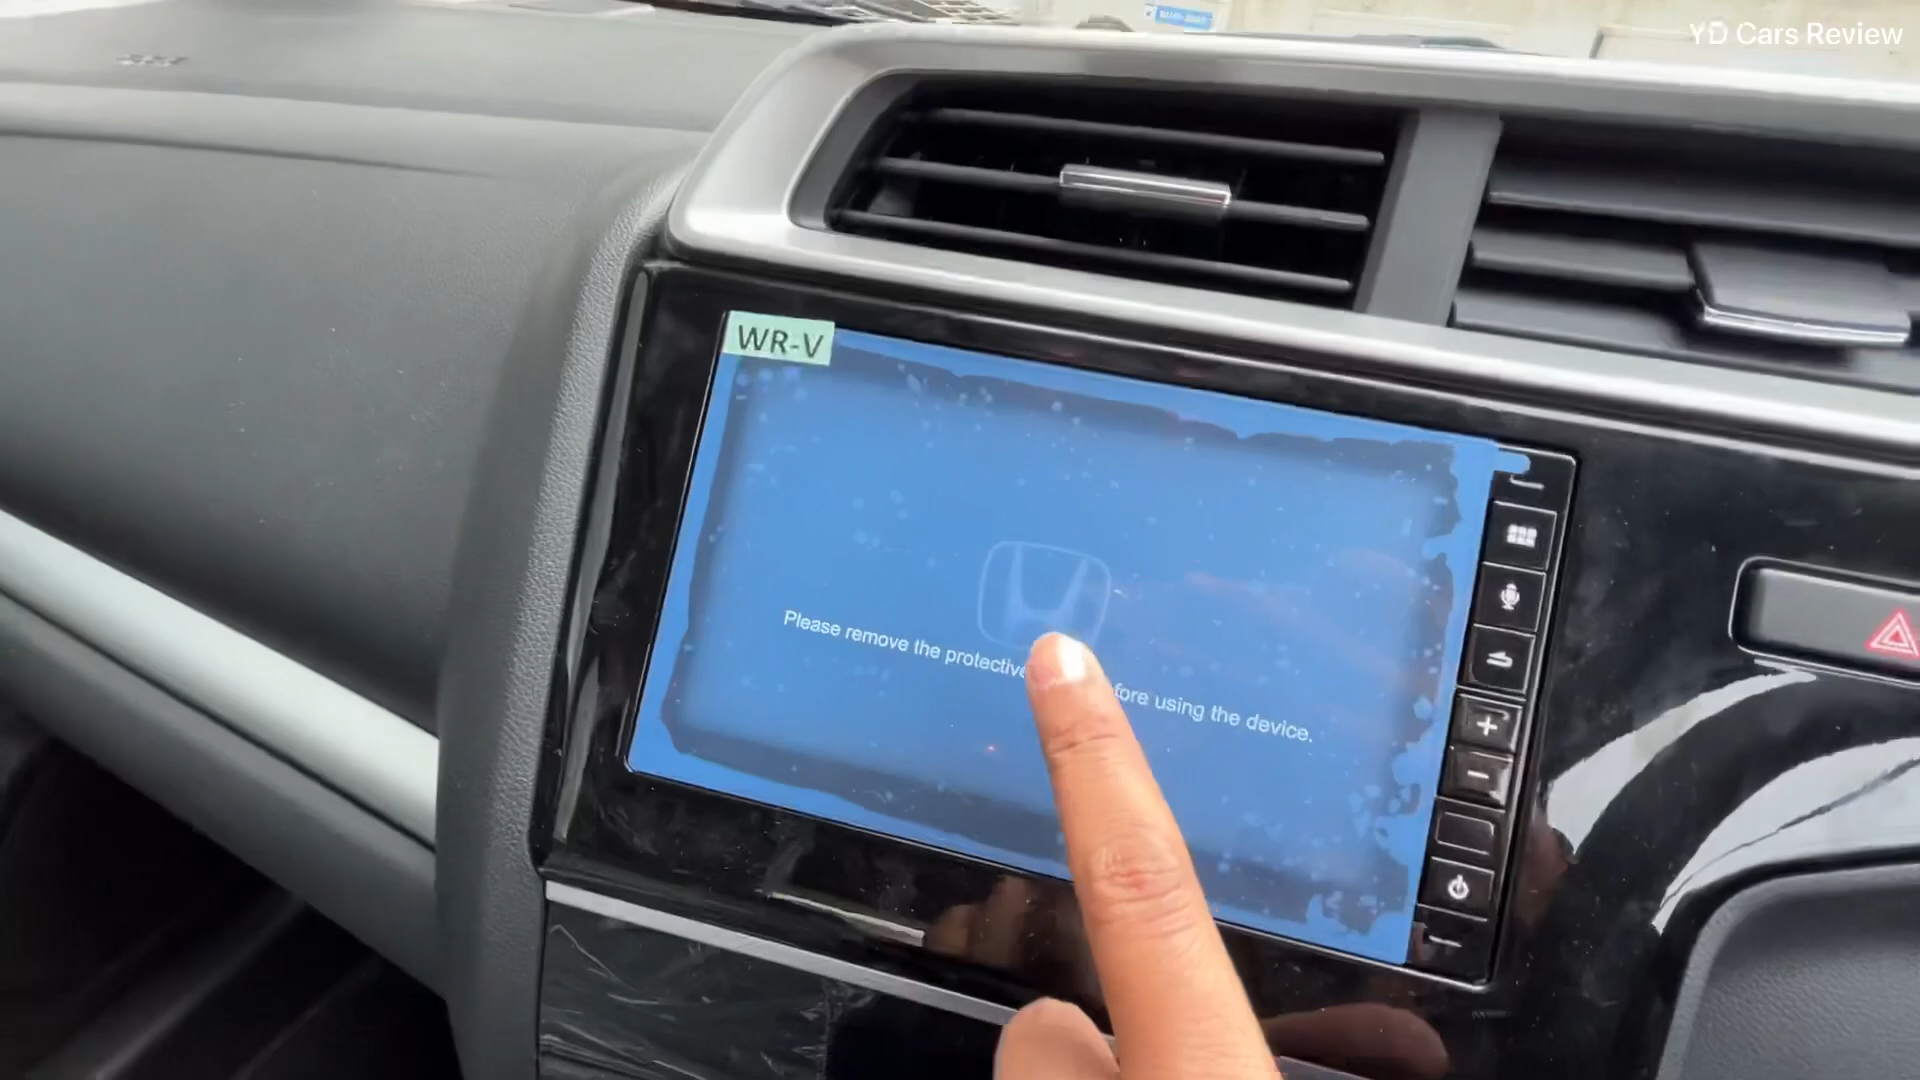 YD Cars Review
WR-V
Please remove the protective fore using the device.